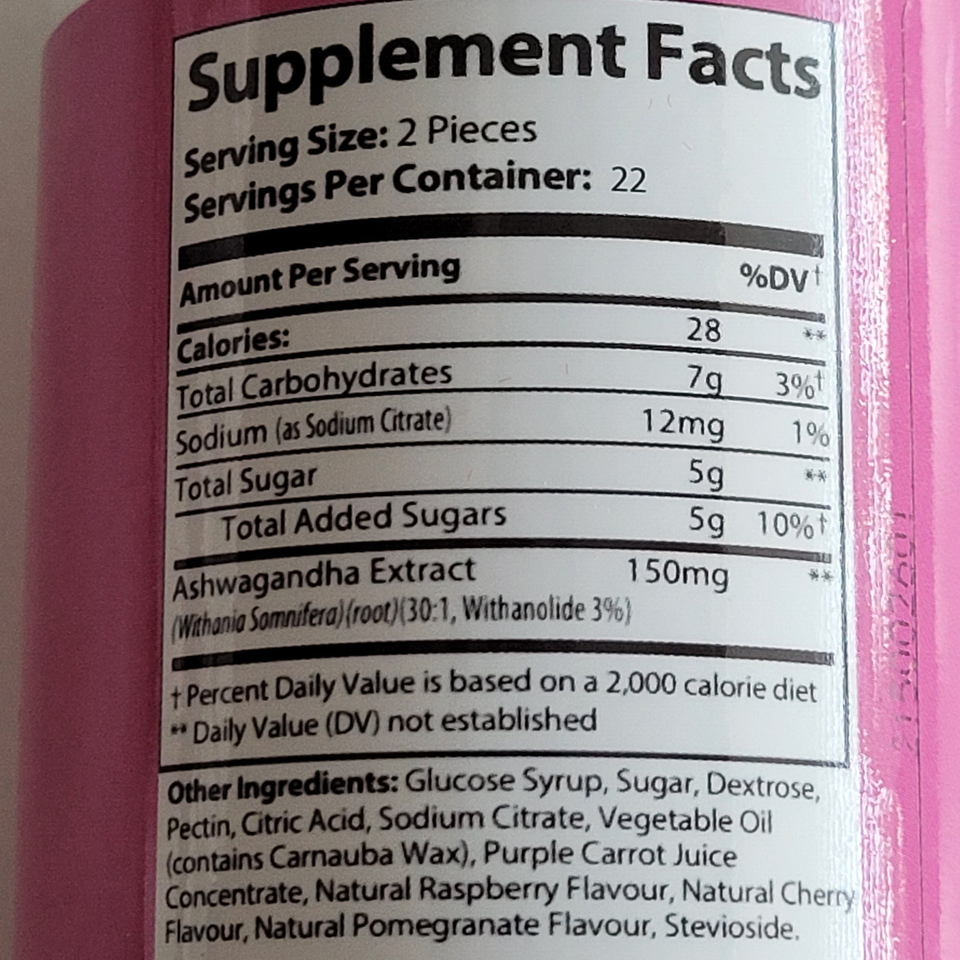 Supplement Facts
Serving Size: 2 Pieces
Servings Per Container: 22
Amount Per Serving %DV†
Calories: 28 **
Total Carbohydrates 7g 3%†
Sodium (as Sodium Citrate) 12mg 1%
Total Sugar 5g **
Total Added Sugars 5g 10%†
Ashwagandha Extract 150mg **
(Withania Somnifera)(root)(30:1, Withanolide 3%)
† Percent Daily Value is based on a 2,000 calorie diet
** Daily Value (DV) not established
Other Ingredients: Glucose Syrup, Sugar, Dextrose,
Pectin, Citric Acid, Sodium Citrate, Vegetable Oil
(contains Carnauba Wax), Purple Carrot Juice
Concentrate, Natural Raspberry Flavour, Natural Cherry
Flavour, Natural Pomegranate Flavour, Stevioside.